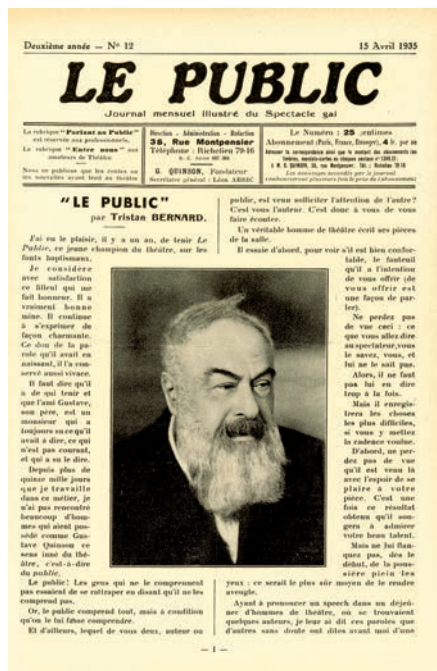 Deuxième année — N° 12
15 Avril 1935
LE PUBLIC
Journal mensuel illustré du Spectacle gai
La rubrique "Parlant au Public"
est réservée aux professionnels.
La rubrique "Entre nous" aux
amateurs de Théâtre.
Nous ne publions que les contes ou
les nouvelles ayant trait au théâtre
Direction - Administration - Rédaction
38, Rue Montpensier
Téléphone : Richelieu 79-16
G. QUINSON, Fondateur
Secrétaire général : Léon ABRIC
Le Numéro : 25 centimes
Abonnement (Paris, France, Étranger), 4 fr. par an
"LE PUBLIC"
par Tristan BERNARD.
J'ai eu le plaisir, il y a un an, de tenir Le
Public, ce jeune champion du théâtre, sur les
fonts baptismaux.
Je considère
avec satisfaction
ce filleul qui me
fait honneur. Il a
vraiment bonne
mine. Il continue
à s'exprimer de
façon charmante.
Ce don de la pa-
role qu'il avait en
naissant, il l'a con-
servé aussi vivace.
Il faut dire qu'il
a de qui tenir et
que l'ami Gustave,
son père, est un
monsieur qui a
toujours su ce qu'il
avait à dire, ce qui
n'est pas courant,
et qui a su le dire.
Depuis plus de
quinze mille jours
que je travaille
dans ce métier, je
n'ai pas rencontré
beaucoup d'hom-
mes qui aient pos-
sédé comme Gus-
tave Quinson ce
sens inné du thé-
âtre, c'est-à-dire
du public.
Le public ! Les gens qui ne le comprennent
pas essaient de se rattraper en disant qu'il ne les
comprend pas.
Or, le public comprend tout, mais à condition
qu'on le lui fasse comprendre.
Et d'ailleurs, lequel de vous deux, auteur ou
public, est venu solliciter l'attention de l'autre ?
C'est vous l'auteur. C'est donc à vous de vous
faire écouter.
Un véritable homme de théâtre écrit ses pièces
de la salle.
Il essaie d'abord, pour voir s'il est bien confor-
table, le fauteuil
qu'il a l'intention
de vous offrir (de
vous offrir est
une façon de par-
ler).
Ne perdez pas
de vue ceci : ce
que vous allez dire
au spectateur, vous
le savez, vous, et
lui ne le sait pas.
Alors, il ne faut
pas lui en dire
trop à la fois.
Mais il enregis-
trera les choses
les plus difficiles,
si vous y mettez
la cadence voulue.
D'abord, ne per-
dez pas de vue
qu'il est venu là
avec l'espoir de se
plaire à votre
pièce. C'est une
fois ce résultat
obtenu qu'il son-
gera à admirer
votre beau talent.
Mais ne lui flan-
quez pas, dès le
début, de la pous-
sière plein les
yeux : ce serait le plus sûr moyen de le rendre
aveugle.
Ayant à prononcer un speech dans un déjeû-
ner d'hommes de théâtre, où se trouvaient
quelques auteurs, je leur ai dit ces paroles que
d'autres sans doute ont dites avant moi d'une
— 1 —